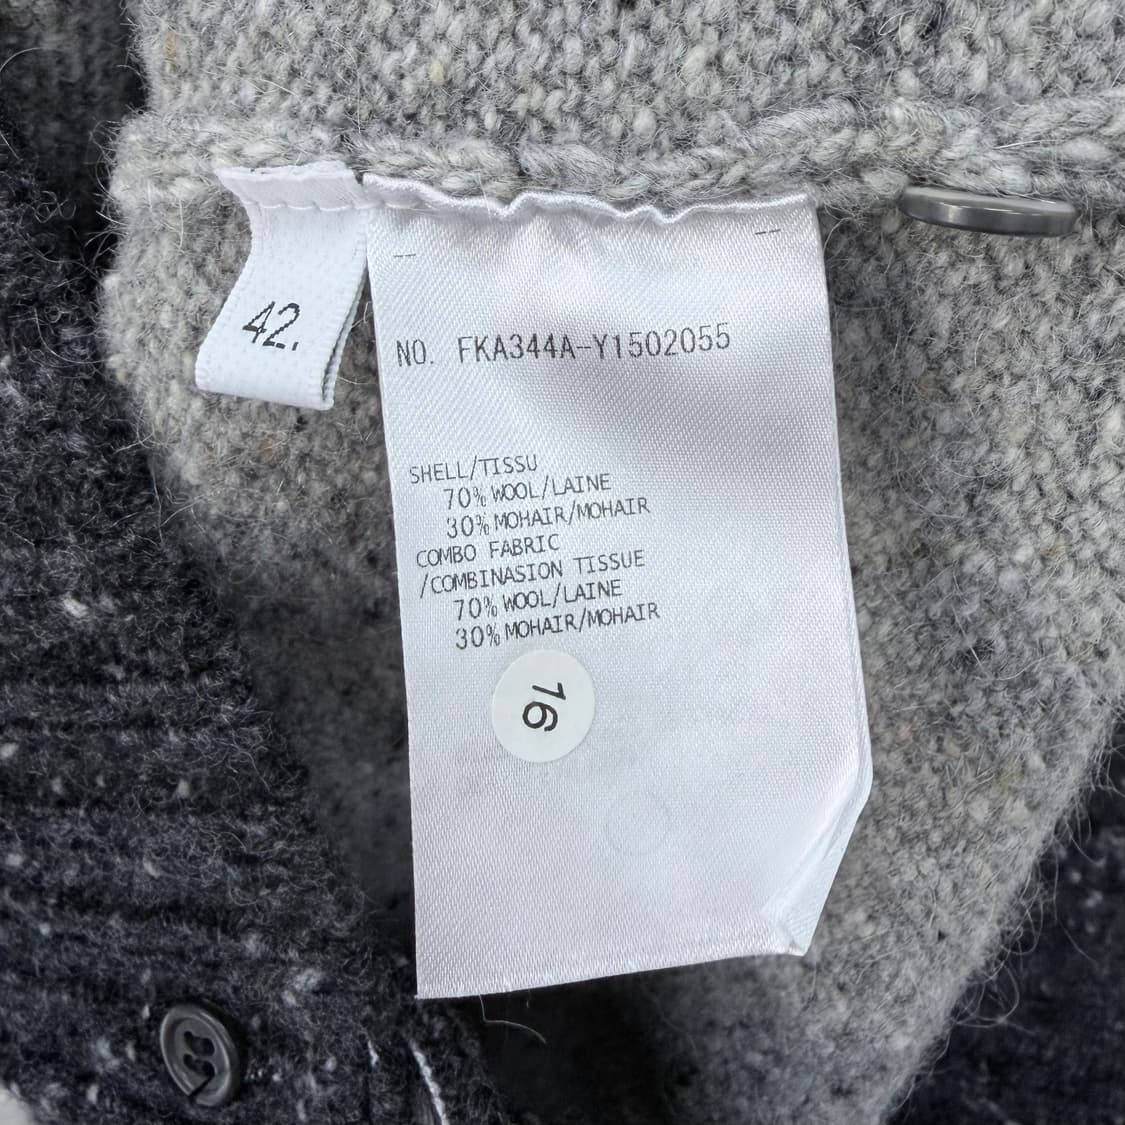 42.
NO. FKA344A-Y1502055
SHELL/TISSU
70% WOOL/LAINE
30% MOHAIR/MOHAIR
COMBO FABRIC
/COMBINASION TISSUE
70% WOOL/LAINE
30% MOHAIR/MOHAIR
16